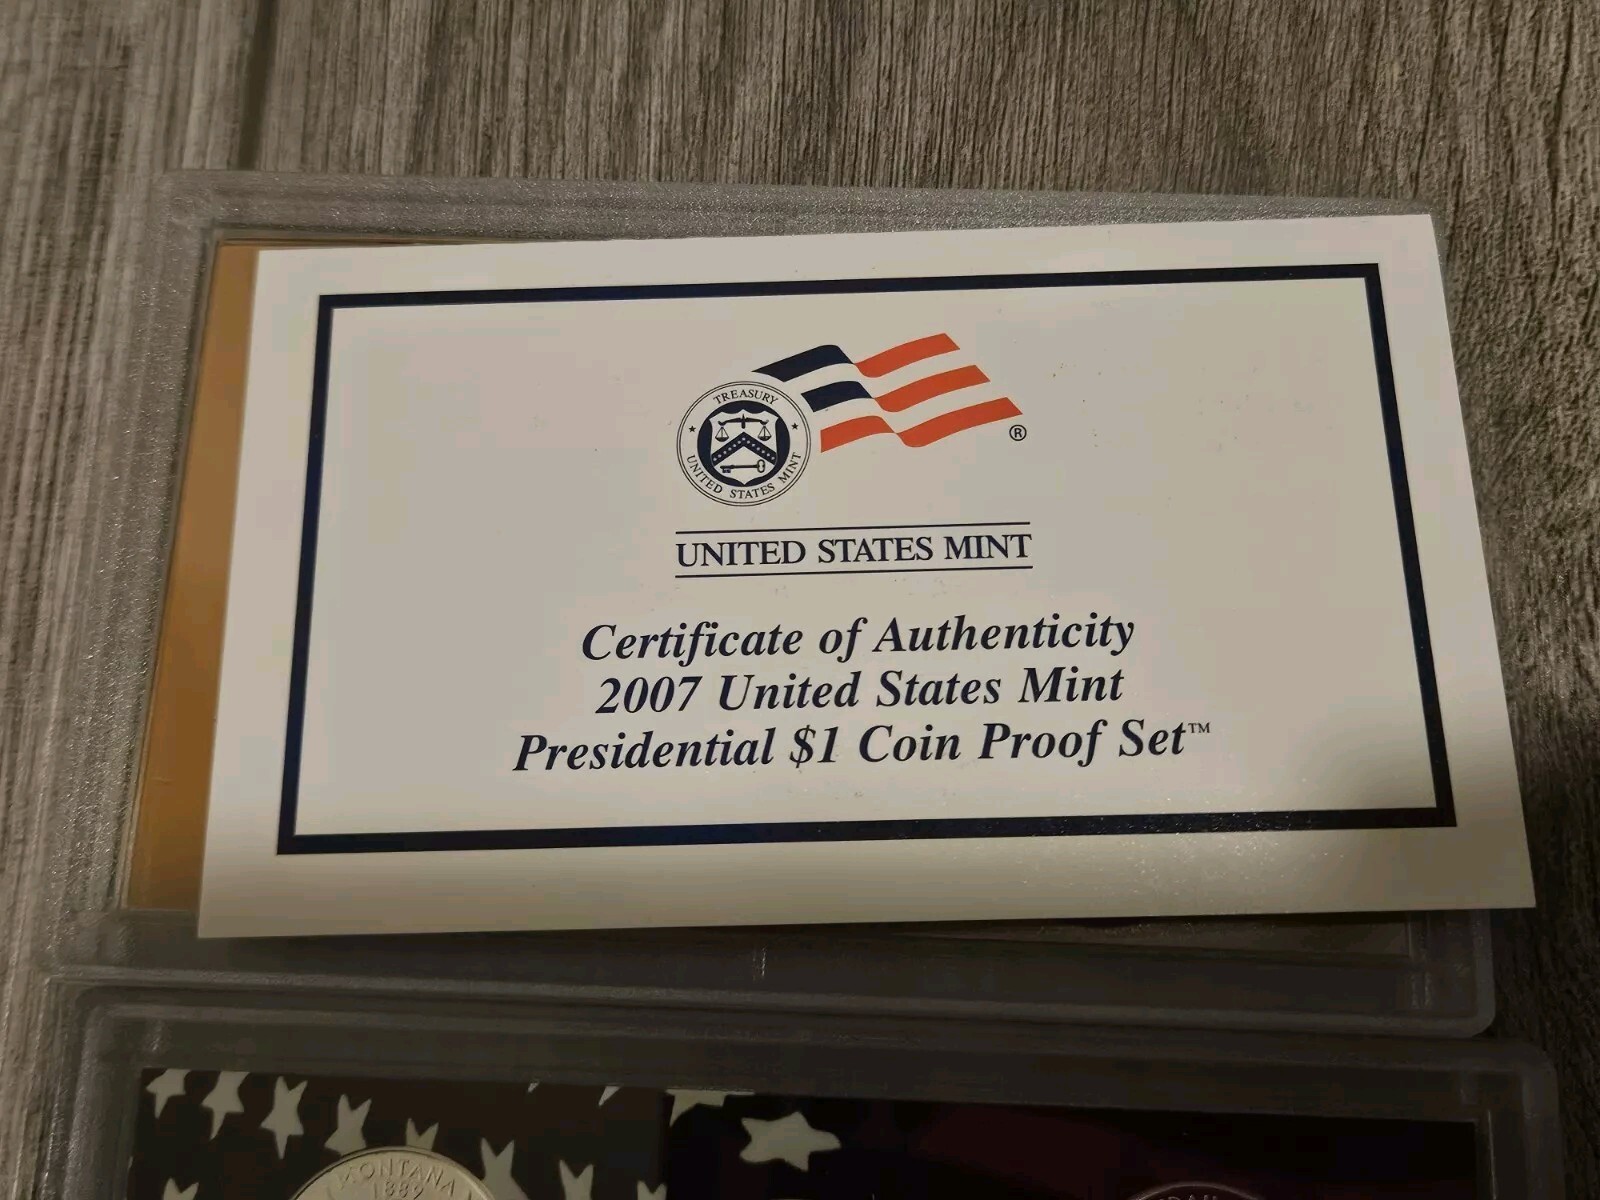 TREASURY
UNITED STATES MINT
®
UNITED STATES MINT
Certificate of Authenticity
2007 United States Mint
Presidential $1 Coin Proof Set™
MONTANA
1889